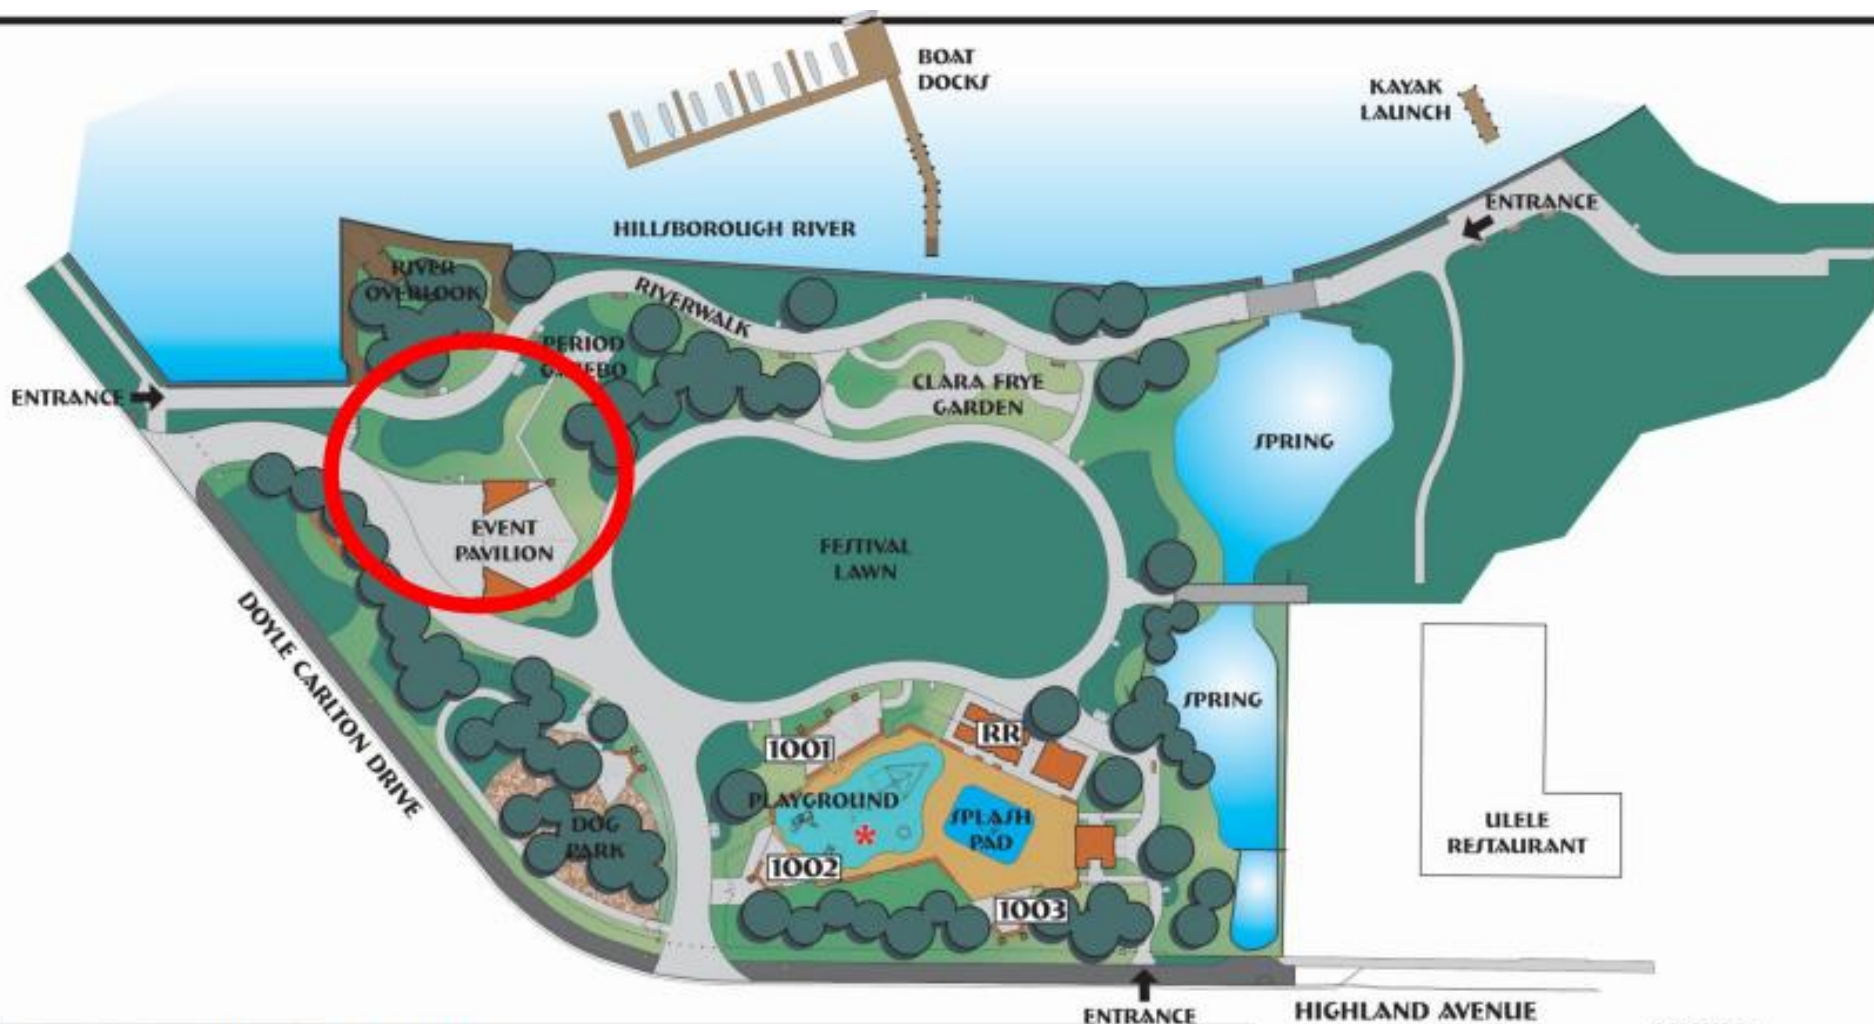 BOAT
DOCKS
KAYAK
LAUNCH
ENTRANCE
HILLSBOROUGH RIVER
RIVER
OVERLOOK
RIVERWALK
PERIOD
GAZEBO
ENTRANCE
CLARA FRYE
GARDEN
SPRING
EVENT
PAVILION
FESTIVAL
LAWN
DOYLE CARLTON DRIVE
SPRING
1001
RR
PLAYGROUND
*
SPLASH
PAD
DOG
PARK
ULELE
RESTAURANT
1002
1003
ENTRANCE
HIGHLAND AVENUE